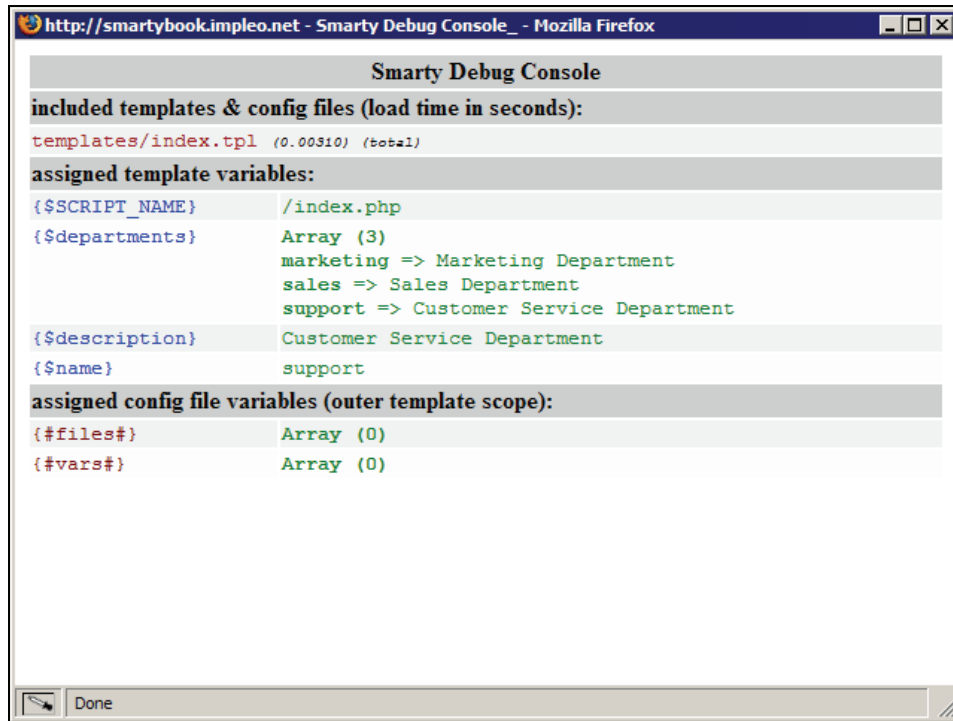 http://smartybook.impleo.net - Smarty Debug Console_ - Mozilla Firefox
Smarty Debug Console
included templates & config files (load time in seconds):
templates/index.tpl (0.00310) (total)
assigned template variables:
{$SCRIPT_NAME} /index.php
{$departments} Array (3)
marketing => Marketing Department
sales => Sales Department
support => Customer Service Department
{$description} Customer Service Department
{$name} support
assigned config file variables (outer template scope):
{#files#} Array (0)
{#vars#} Array (0)
Done